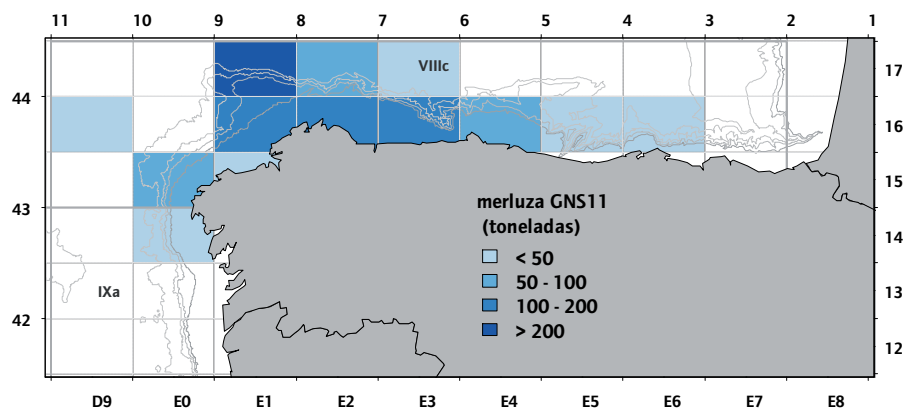 11 10 9 8 7 6 5 4 3 2 1
VIIIc
17
44
16
15
43
merluza GNS11
(toneladas)
14
< 50
50 - 100
IXa
13
100 - 200
42
> 200
12
D9 E0 E1 E2 E3 E4 E5 E6 E7 E8